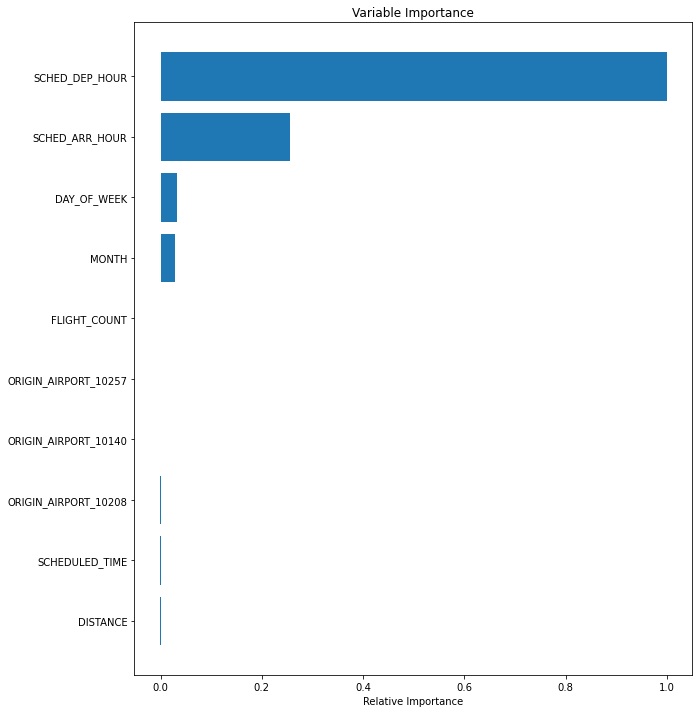 Variable Importance
SCHED_DEP_HOUR
SCHED_ARR_HOUR
DAY_OF_WEEK
MONTH
FLIGHT_COUNT
ORIGIN_AIRPORT_10257
ORIGIN_AIRPORT_10140
ORIGIN_AIRPORT_10208
SCHEDULED_TIME
DISTANCE
0.0 0.2 0.4 0.6 0.8 1.0
Relative Importance